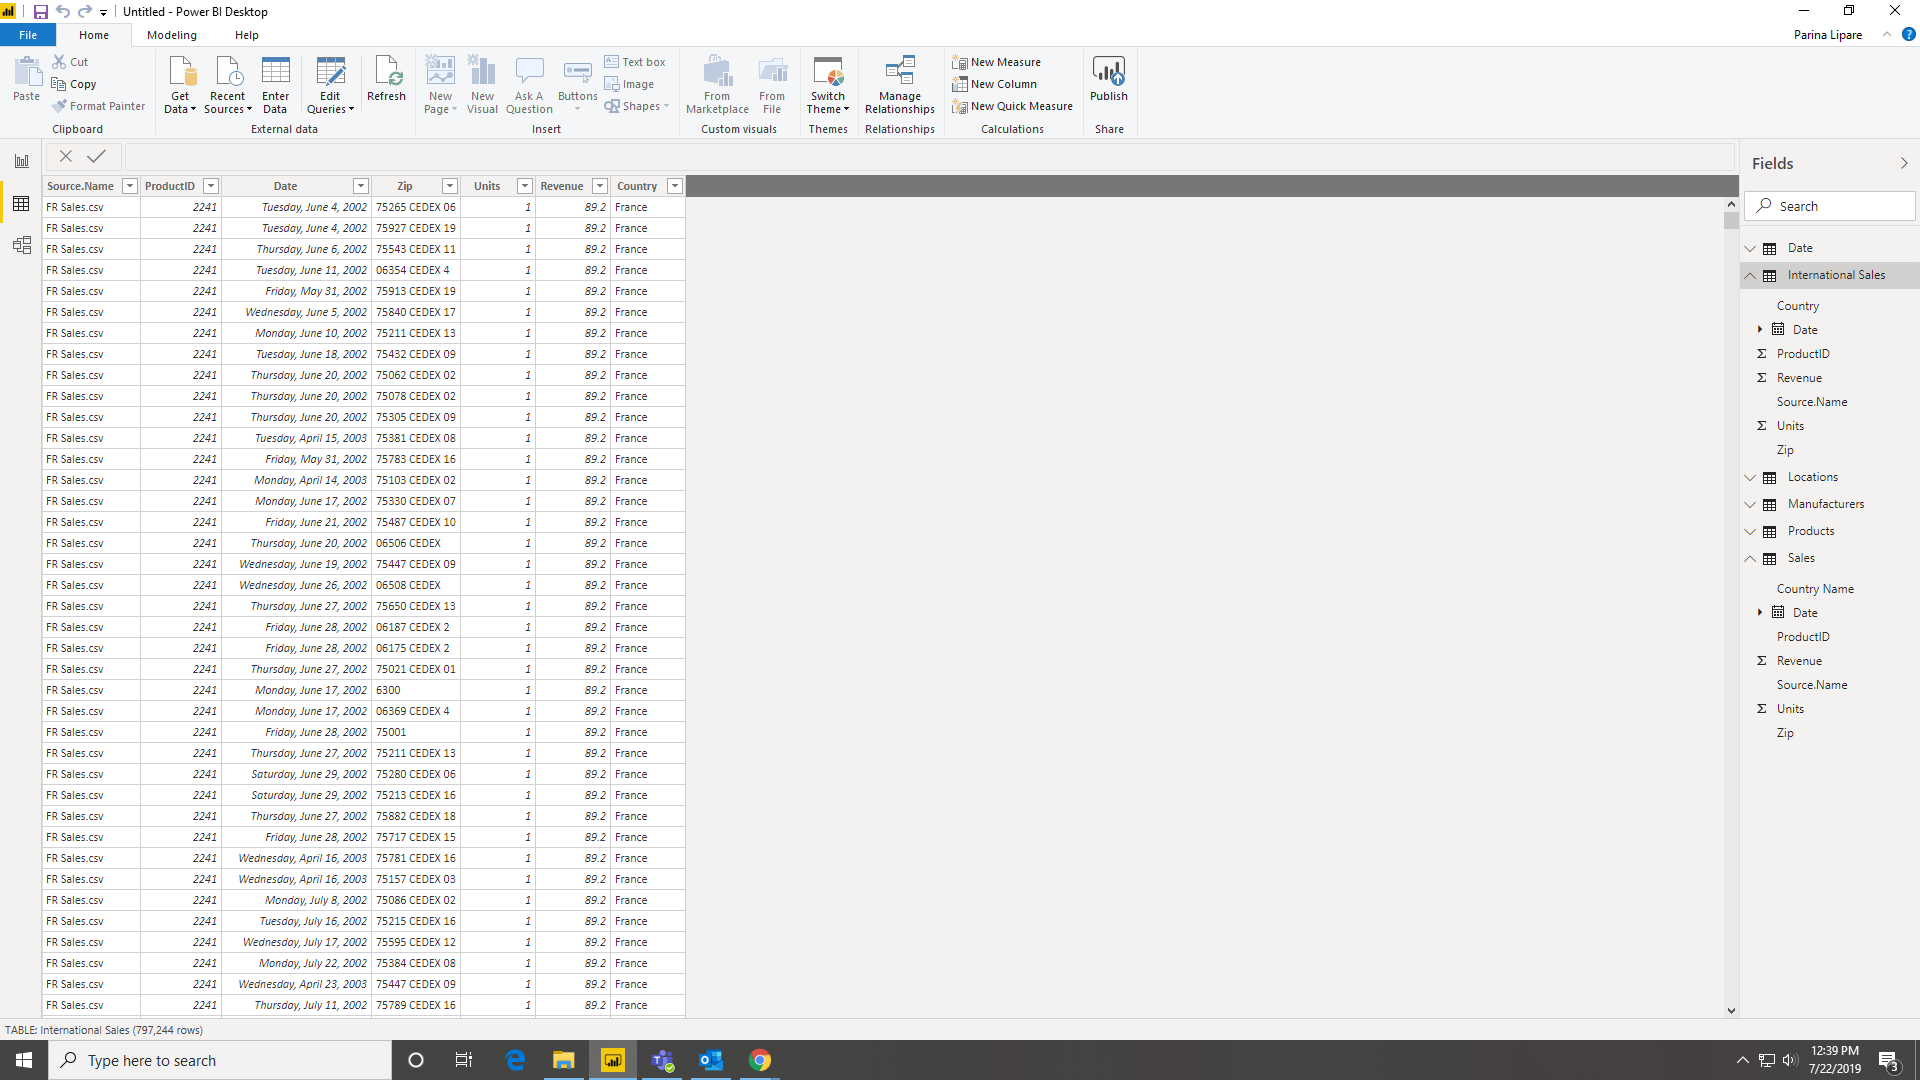 Untitled - Power BI Desktop
File Home Modeling Help Parina Lipare
Paste Cut Copy Format Painter Clipboard
Get Data Recent Sources Enter Data Edit Queries Refresh External data
New Page New Visual Ask A Question Buttons Text box Image Shapes Insert
From Marketplace From File Custom visuals
Switch Theme Themes
Manage Relationships Relationships
New Measure New Column New Quick Measure Calculations
Publish Share
Source.Name ProductID Date Zip Units Revenue Country
FR Sales.csv 2241 Tuesday, June 4, 2002 75265 CEDEX 06 1 89.2 France
FR Sales.csv 2241 Tuesday, June 4, 2002 75927 CEDEX 19 1 89.2 France
FR Sales.csv 2241 Thursday, June 6, 2002 75543 CEDEX 11 1 89.2 France
FR Sales.csv 2241 Tuesday, June 11, 2002 06354 CEDEX 4 1 89.2 France
FR Sales.csv 2241 Friday, May 31, 2002 75913 CEDEX 19 1 89.2 France
FR Sales.csv 2241 Wednesday, June 5, 2002 75840 CEDEX 17 1 89.2 France
FR Sales.csv 2241 Monday, June 10, 2002 75211 CEDEX 13 1 89.2 France
FR Sales.csv 2241 Tuesday, June 18, 2002 75432 CEDEX 09 1 89.2 France
FR Sales.csv 2241 Thursday, June 20, 2002 75062 CEDEX 02 1 89.2 France
FR Sales.csv 2241 Thursday, June 20, 2002 75078 CEDEX 02 1 89.2 France
FR Sales.csv 2241 Thursday, June 20, 2002 75305 CEDEX 09 1 89.2 France
FR Sales.csv 2241 Tuesday, April 15, 2003 75381 CEDEX 08 1 89.2 France
FR Sales.csv 2241 Friday, May 31, 2002 75783 CEDEX 16 1 89.2 France
FR Sales.csv 2241 Monday, April 14, 2003 75103 CEDEX 02 1 89.2 France
FR Sales.csv 2241 Monday, June 17, 2002 75330 CEDEX 07 1 89.2 France
FR Sales.csv 2241 Friday, June 21, 2002 75487 CEDEX 10 1 89.2 France
FR Sales.csv 2241 Thursday, June 20, 2002 06506 CEDEX 1 89.2 France
FR Sales.csv 2241 Wednesday, June 19, 2002 75447 CEDEX 09 1 89.2 France
FR Sales.csv 2241 Wednesday, June 26, 2002 06508 CEDEX 1 89.2 France
FR Sales.csv 2241 Thursday, June 27, 2002 75650 CEDEX 13 1 89.2 France
FR Sales.csv 2241 Friday, June 28, 2002 06187 CEDEX 2 1 89.2 France
FR Sales.csv 2241 Friday, June 28, 2002 06175 CEDEX 2 1 89.2 France
FR Sales.csv 2241 Thursday, June 27, 2002 75021 CEDEX 01 1 89.2 France
FR Sales.csv 2241 Monday, June 17, 2002 6300 1 89.2 France
FR Sales.csv 2241 Monday, June 17, 2002 06369 CEDEX 4 1 89.2 France
FR Sales.csv 2241 Friday, June 28, 2002 75001 1 89.2 France
FR Sales.csv 2241 Thursday, June 27, 2002 75211 CEDEX 13 1 89.2 France
FR Sales.csv 2241 Saturday, June 29, 2002 75280 CEDEX 06 1 89.2 France
FR Sales.csv 2241 Saturday, June 29, 2002 75213 CEDEX 16 1 89.2 France
FR Sales.csv 2241 Thursday, June 27, 2002 75882 CEDEX 18 1 89.2 France
FR Sales.csv 2241 Friday, June 28, 2002 75717 CEDEX 15 1 89.2 France
FR Sales.csv 2241 Wednesday, April 16, 2003 75781 CEDEX 16 1 89.2 France
FR Sales.csv 2241 Wednesday, April 16, 2003 75157 CEDEX 03 1 89.2 France
FR Sales.csv 2241 Monday, July 8, 2002 75086 CEDEX 02 1 89.2 France
FR Sales.csv 2241 Tuesday, July 16, 2002 75215 CEDEX 16 1 89.2 France
FR Sales.csv 2241 Wednesday, July 17, 2002 75595 CEDEX 12 1 89.2 France
FR Sales.csv 2241 Monday, July 22, 2002 75384 CEDEX 08 1 89.2 France
FR Sales.csv 2241 Wednesday, April 23, 2003 75447 CEDEX 09 1 89.2 France
FR Sales.csv 2241 Thursday, July 11, 2002 75789 CEDEX 16 1 89.2 France
Fields
Search
Date
International Sales
Country
Date
Σ ProductID
Σ Revenue
Source.Name
Σ Units
Zip
Locations
Manufacturers
Products
Sales
Country Name
Date
ProductID
Σ Revenue
Source.Name
Σ Units
Zip
TABLE: International Sales (797,244 rows)
Type here to search
12:39 PM
7/22/2019
3